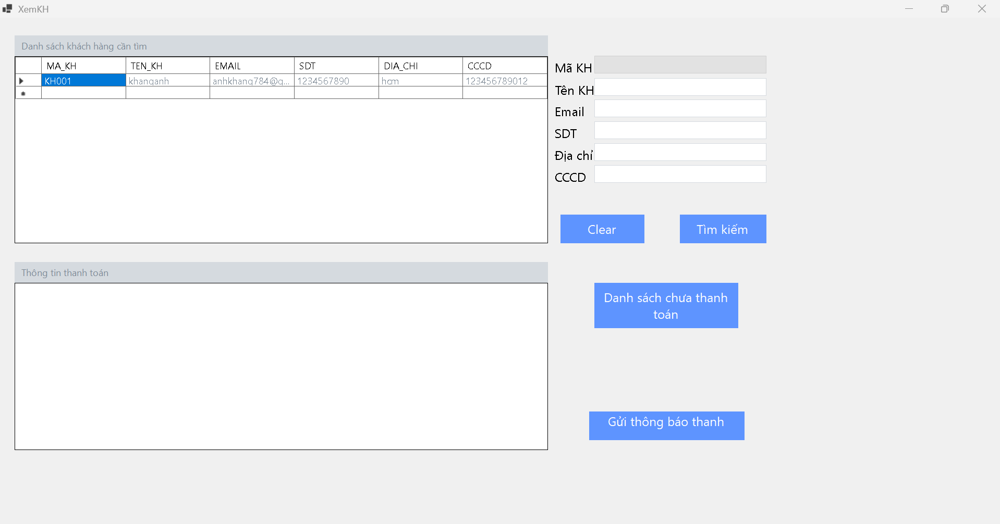 XemKH
Danh sách khách hàng cần tìm
MA_KH TEN_KH EMAIL SDT DIA_CHI CCCD
KH001 khanganh anhkhang784@g... 1234567890 hcm 123456789012
Mã KH
Tên KH
Email
SDT
Địa chỉ
CCCD
Clear Tìm kiếm
Thông tin thanh toán
Danh sách chưa thanh
toán
Gửi thông báo thanh